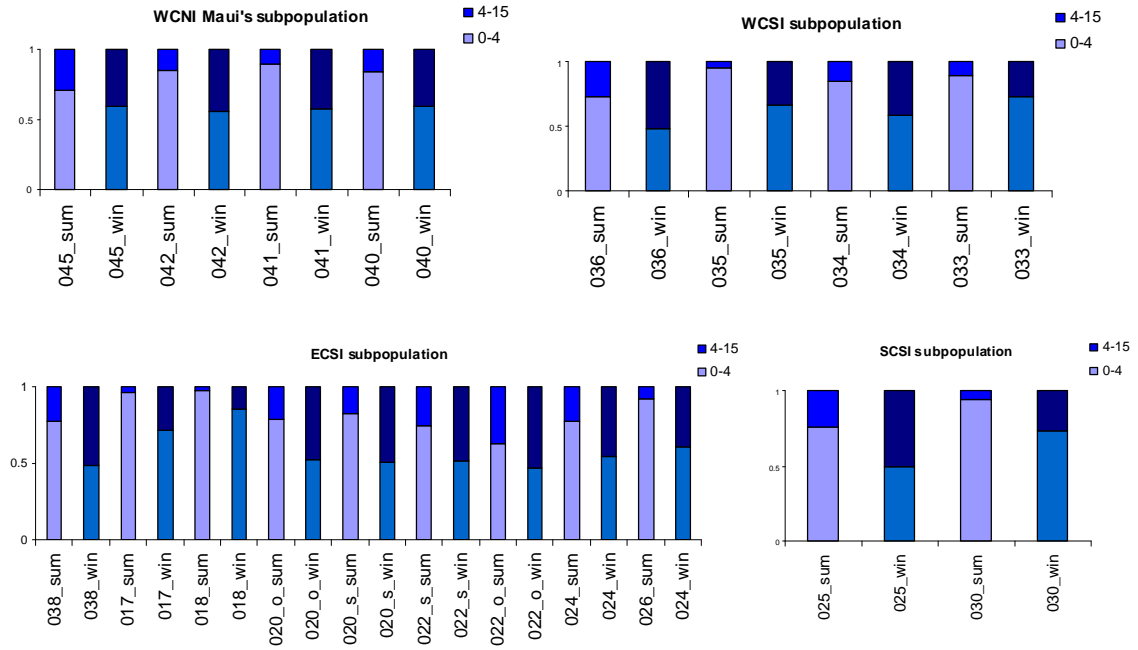 WCNI Maui's subpopulation
4-15
0-4
1
0.5
0
045_sum
045_win
042_sum
042_win
041_sum
041_win
040_sum
040_win
WCSI subpopulation
4-15
0-4
1
0.5
0
036_sum
036_win
035_sum
035_win
034_sum
034_win
033_sum
033_win
ECSI subpopulation
4-15
0-4
1
0.5
0
038_sum
038_win
017_sum
017_win
018_sum
018_win
020_o_sum
020_o_win
020_s_sum
020_s_win
022_s_sum
022_s_win
022_o_sum
022_o_win
024_sum
024_win
026_sum
024_win
SCSI subpopulation
4-15
0-4
1
0.5
0
025_sum
025_win
030_sum
030_win